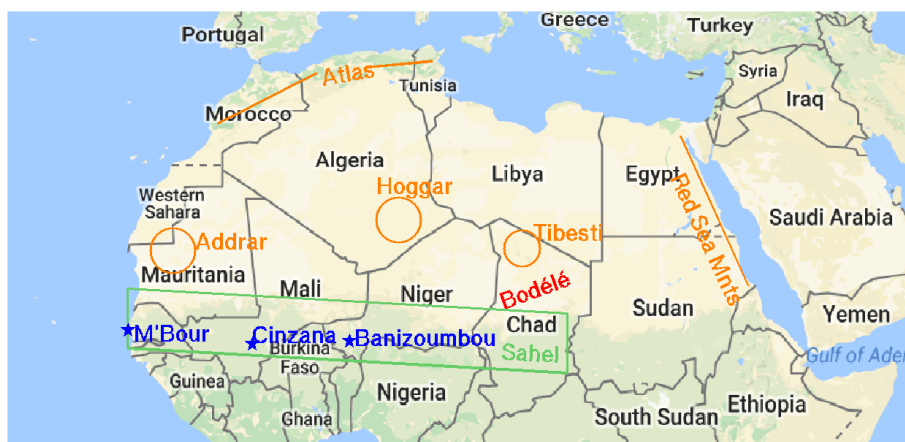 Greece
Turkey
Portugal
Syria
Atlas
Tunisia
Iraq
Morocco
Algeria
Libya
Egypt
Hoggar
Western
Sahara
Red Sea Mnts
Saudi Arabia
Addrar
Tibesti
Mauritania
Mali
Niger
Bodélé
Sudan
Yemen
Chad
M'Bour
Cinzana
Banizoumbou
Burkina
Faso
Sahel
Gulf of Aden
Guinea
Nigeria
Ghana
South Sudan
Ethiopia